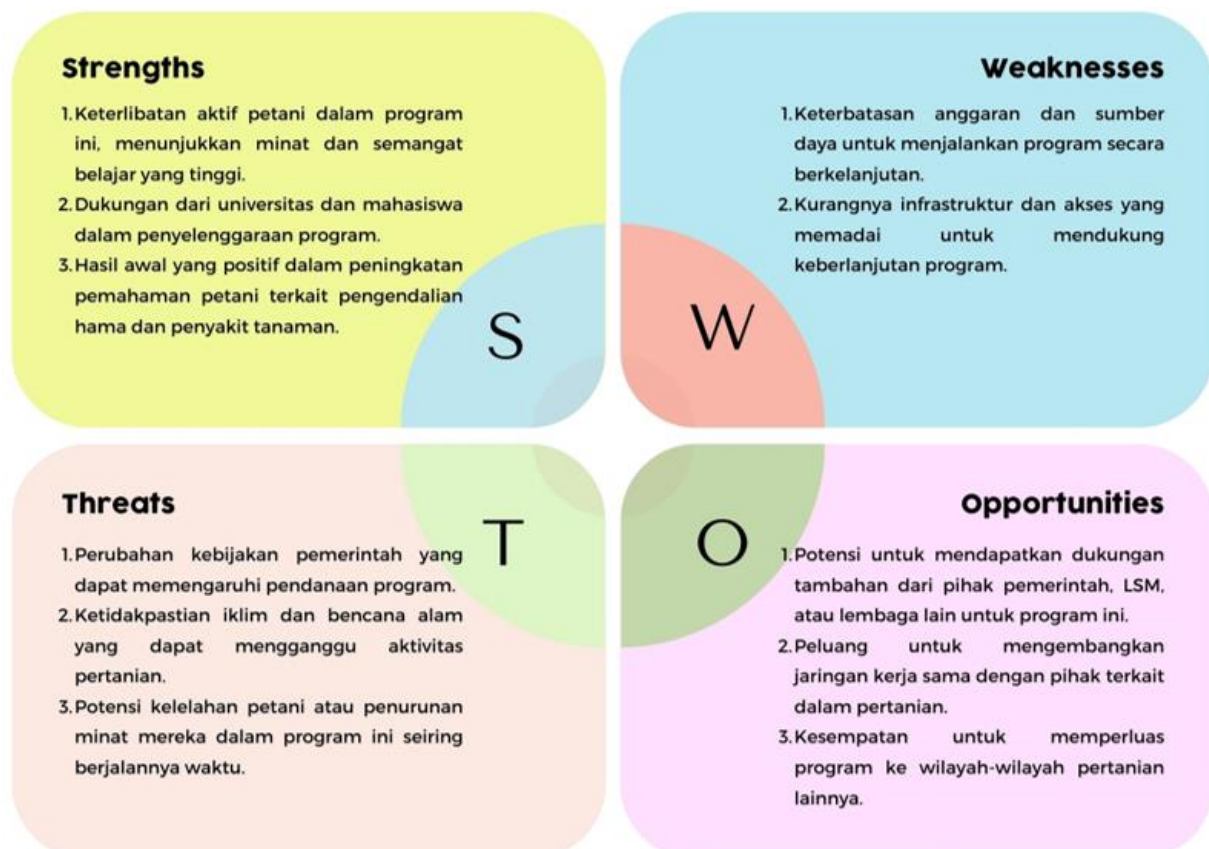 Strengths
1.Keterlibatan aktif petani dalam program
ini, menunjukkan minat dan semangat
belajar yang tinggi.
2.Dukungan dari universitas dan mahasiswa
dalam penyelenggaraan program.
3.Hasil awal yang positif dalam peningkatan
pemahaman petani terkait pengendalian
hama dan penyakit tanaman.
S
Weaknesses
1.Keterbatasan anggaran dan sumber
daya untuk menjalankan program secara
berkelanjutan.
2.Kurangnya infrastruktur dan akses yang
memadai untuk mendukung
keberlanjutan program.
W
Threats
1.Perubahan kebijakan pemerintah yang
dapat memengaruhi pendanaan program.
2.Ketidakpastian iklim dan bencana alam
yang dapat mengganggu aktivitas
pertanian.
3.Potensi kelelahan petani atau penurunan
minat mereka dalam program ini seiring
berjalannya waktu.
T
Opportunities
O
1.Potensi untuk mendapatkan dukungan
tambahan dari pihak pemerintah, LSM,
atau lembaga lain untuk program ini.
2.Peluang untuk mengembangkan
jaringan kerja sama dengan pihak terkait
dalam pertanian.
3.Kesempatan untuk memperluas
program ke wilayah-wilayah pertanian
lainnya.